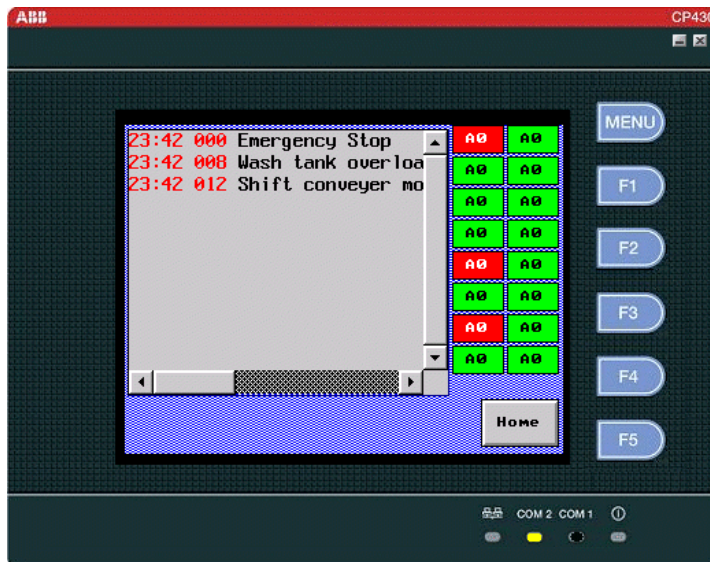 ABB CP430
MENU
23:42 000 Emergency Stop
23:42 008 Wash tank overloa
23:42 012 Shift conveyer mo
A0 A0
A0 A0
A0 A0
A0 A0
A0 A0
A0 A0
A0 A0
A0 A0
Home
F1
F2
F3
F4
F5
COM 2 COM 1